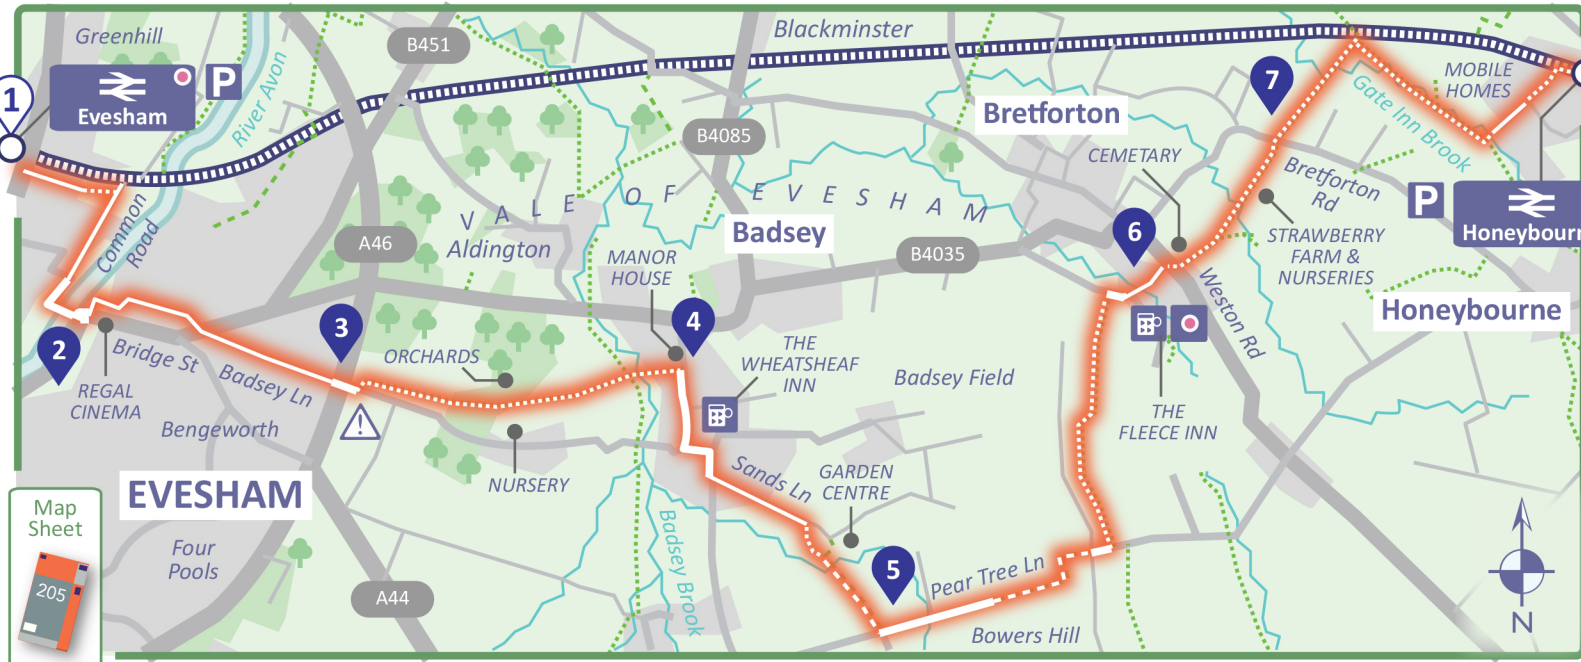 Greenhill
B451
Blackminster
1
P
Evesham
River Avon
7
MOBILE
HOMES
Gate Inn Brook
Bretforton
B4085
CEMETARY
Bretforton
Rd
P
Honeybourn
VALE OF EVESHAM
Common
Road
A46
Aldington
MANOR
HOUSE
Badsey
B4035
6
STRAWBERRY
FARM &
NURSERIES
Weston Rd
Honeybourne
2
3
4
Bridge St
Badsey Ln
ORCHARDS
THE
WHEATSHEAF
INN
Badsey Field
REGAL
CINEMA
Bengeworth
THE
FLEECE INN
EVESHAM
NURSERY
Sands Ln
GARDEN
CENTRE
Map
Sheet
205
Four
Pools
Badsey Brook
5
Pear Tree Ln
A44
Bowers Hill
N